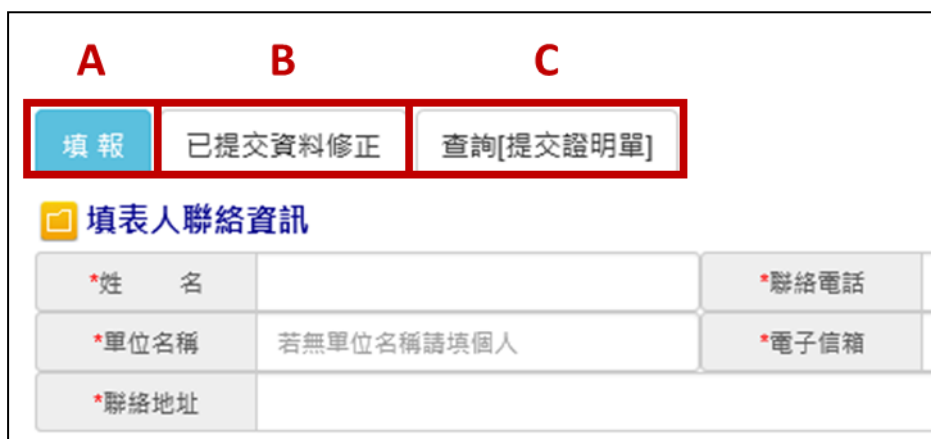 A B C
填 報 已提交資料修正 查詢[提交證明單]
填表人聯絡資訊
*姓 名 *聯絡電話
*單位名稱 若無單位名稱請填個人 *電子信箱
*聯絡地址